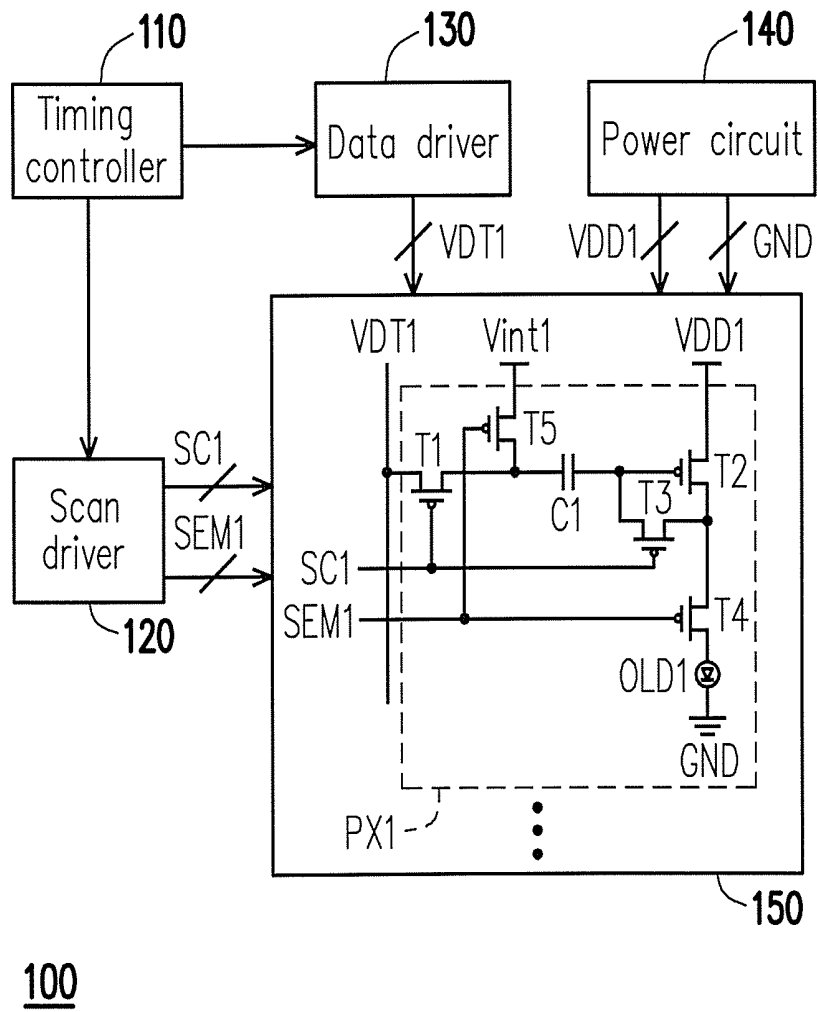 110
130
140
Timing
controller
Data driver
Power circuit
VDT1
VDD1
GND
VDT1
Vint1
VDD1
T5
T1
T2
SC1
Scan
driver
C1
T3
SEM1
SC1
SEM1
T4
120
OLD1
GND
PX1
150
100